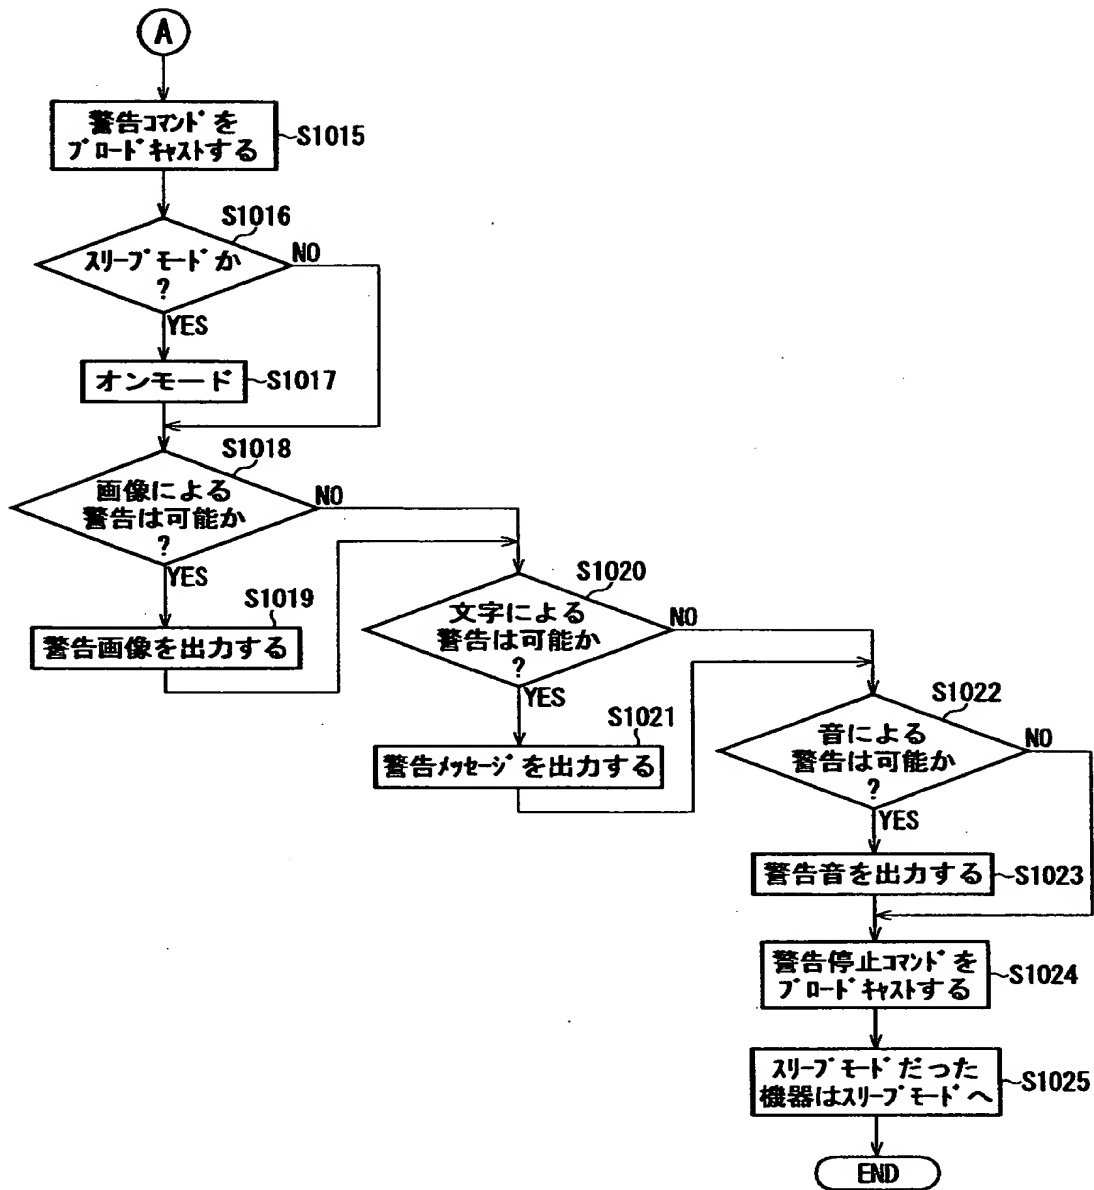 A
警告ｺﾏﾝﾄﾞを
ﾌﾞﾛｰﾄﾞｷｬｽﾄする
S1015
S1016
ｽﾘｰﾌﾟﾓｰﾄﾞか
?
NO
YES
オンモード
S1017
S1018
画像による
警告は可能か
?
NO
YES
S1019
警告画像を出力する
S1020
文字による
警告は可能か
?
NO
YES
S1021
警告ﾒｯｾｰｼﾞを出力する
S1022
音による
警告は可能か
?
NO
YES
警告音を出力する
S1023
警告停止ｺﾏﾝﾄﾞを
ﾌﾞﾛｰﾄﾞｷｬｽﾄする
S1024
ｽﾘｰﾌﾟﾓｰﾄﾞだった
機器はｽﾘｰﾌﾟﾓｰﾄﾞへ
S1025
END